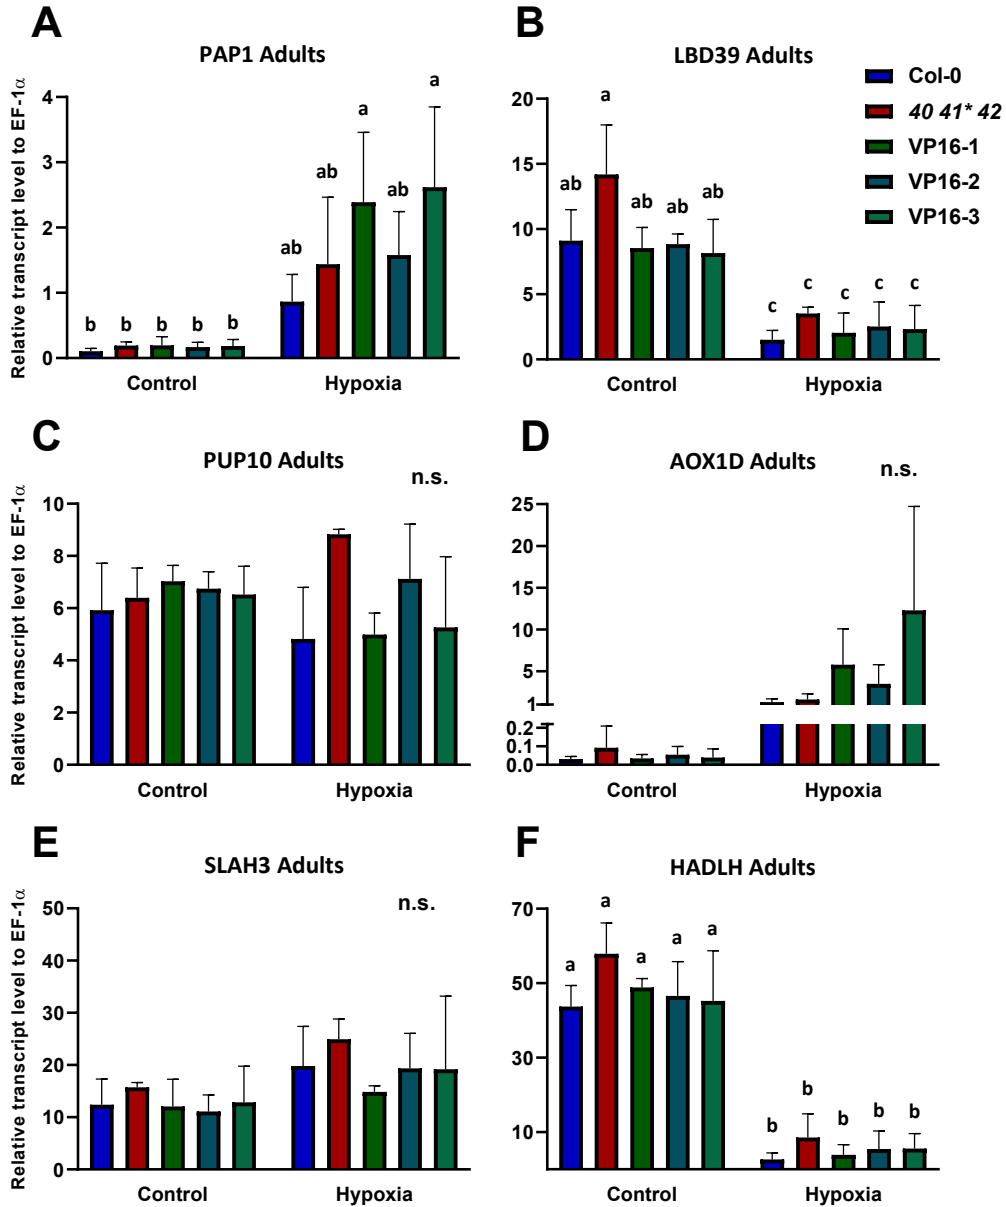 A
PAP1 Adults
Relative transcript level to EF-1α
4
3
2
1
0
b b b b b
ab ab a ab a
Control Hypoxia
B
LBD39 Adults
20
15
10
5
0
ab a ab ab ab
c c c c c
Control Hypoxia
Col-0
40 41* 42
VP16-1
VP16-2
VP16-3
C
PUP10 Adults
n.s.
Relative transcript level to EF-1α
10
8
6
4
2
0
Control Hypoxia
D
AOX1D Adults
n.s.
25
20
15
10
5
1
0.2
0.1
0.0
Control Hypoxia
E
SLAH3 Adults
n.s.
Relative transcript level to EF-1α
50
40
30
20
10
0
Control Hypoxia
F
HADLH Adults
70
50
30
10
a a a a a
b b b b b
Control Hypoxia